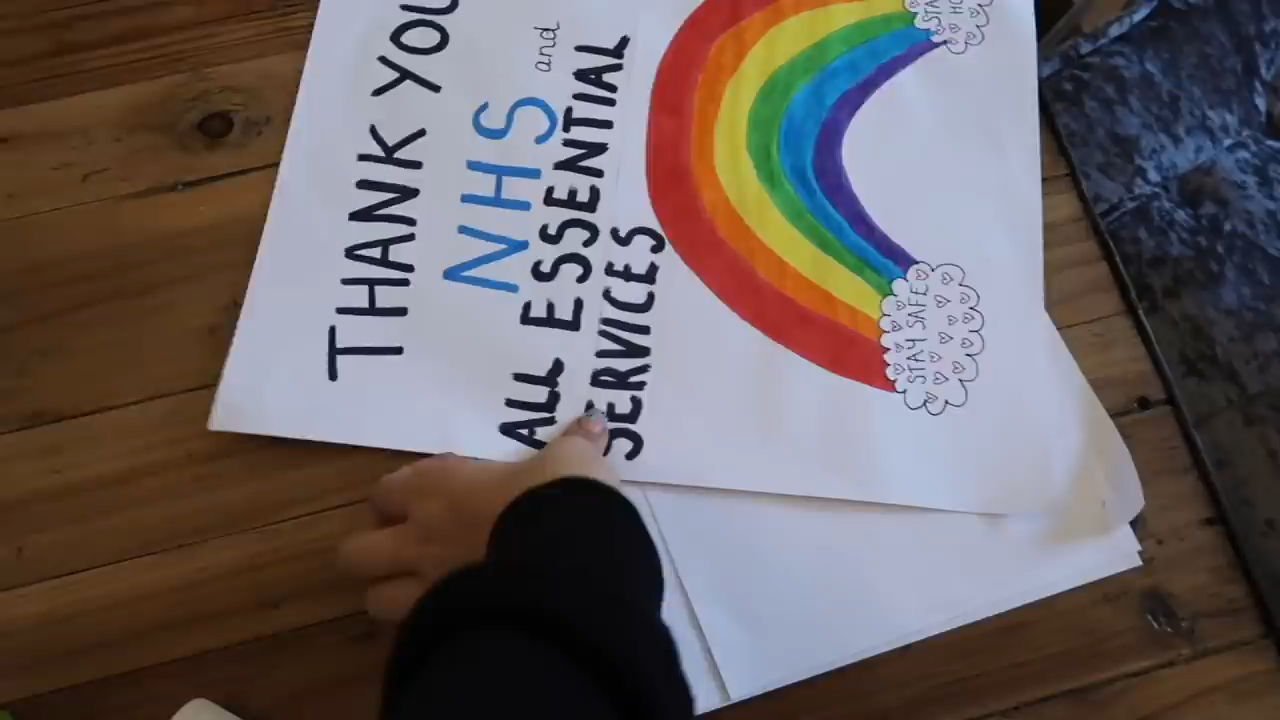 THANK YOU
NHS and
ALL ESSENTIAL
SERVICES
STAY SAFE